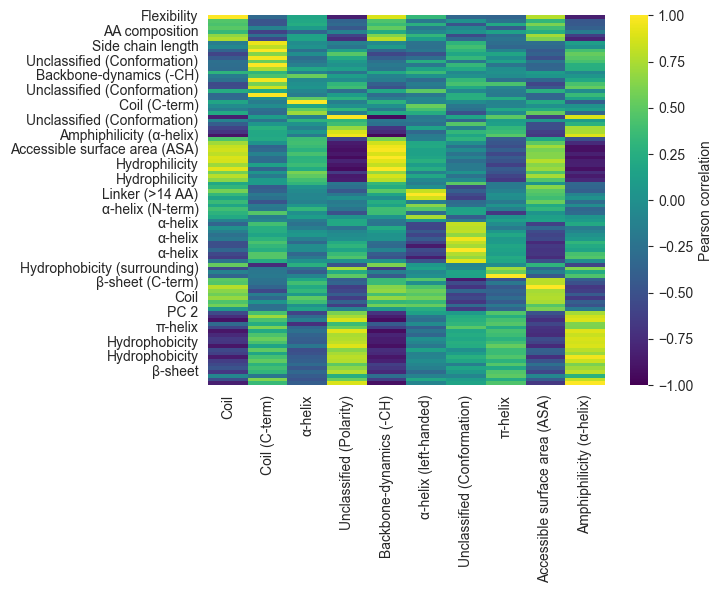 Flexibility
AA composition
Side chain length
Unclassified (Conformation)
Backbone-dynamics (-CH)
Unclassified (Conformation)
Coil (C-term)
Unclassified (Conformation)
Amphiphilicity (α-helix)
Accessible surface area (ASA)
Hydrophilicity
Hydrophilicity
Linker (>14 AA)
α-helix (N-term)
α-helix
α-helix
α-helix
Hydrophobicity (surrounding)
β-sheet (C-term)
Coil
PC 2
π-helix
Hydrophobicity
Hydrophobicity
β-sheet
Coil
Coil (C-term)
α-helix
Unclassified (Polarity)
Backbone-dynamics (-CH)
α-helix (left-handed)
Unclassified (Conformation)
π-helix
Accessible surface area (ASA)
Amphiphilicity (α-helix)
1.00
0.75
0.50
0.25
0.00
−0.25
−0.50
−0.75
−1.00
Pearson correlation